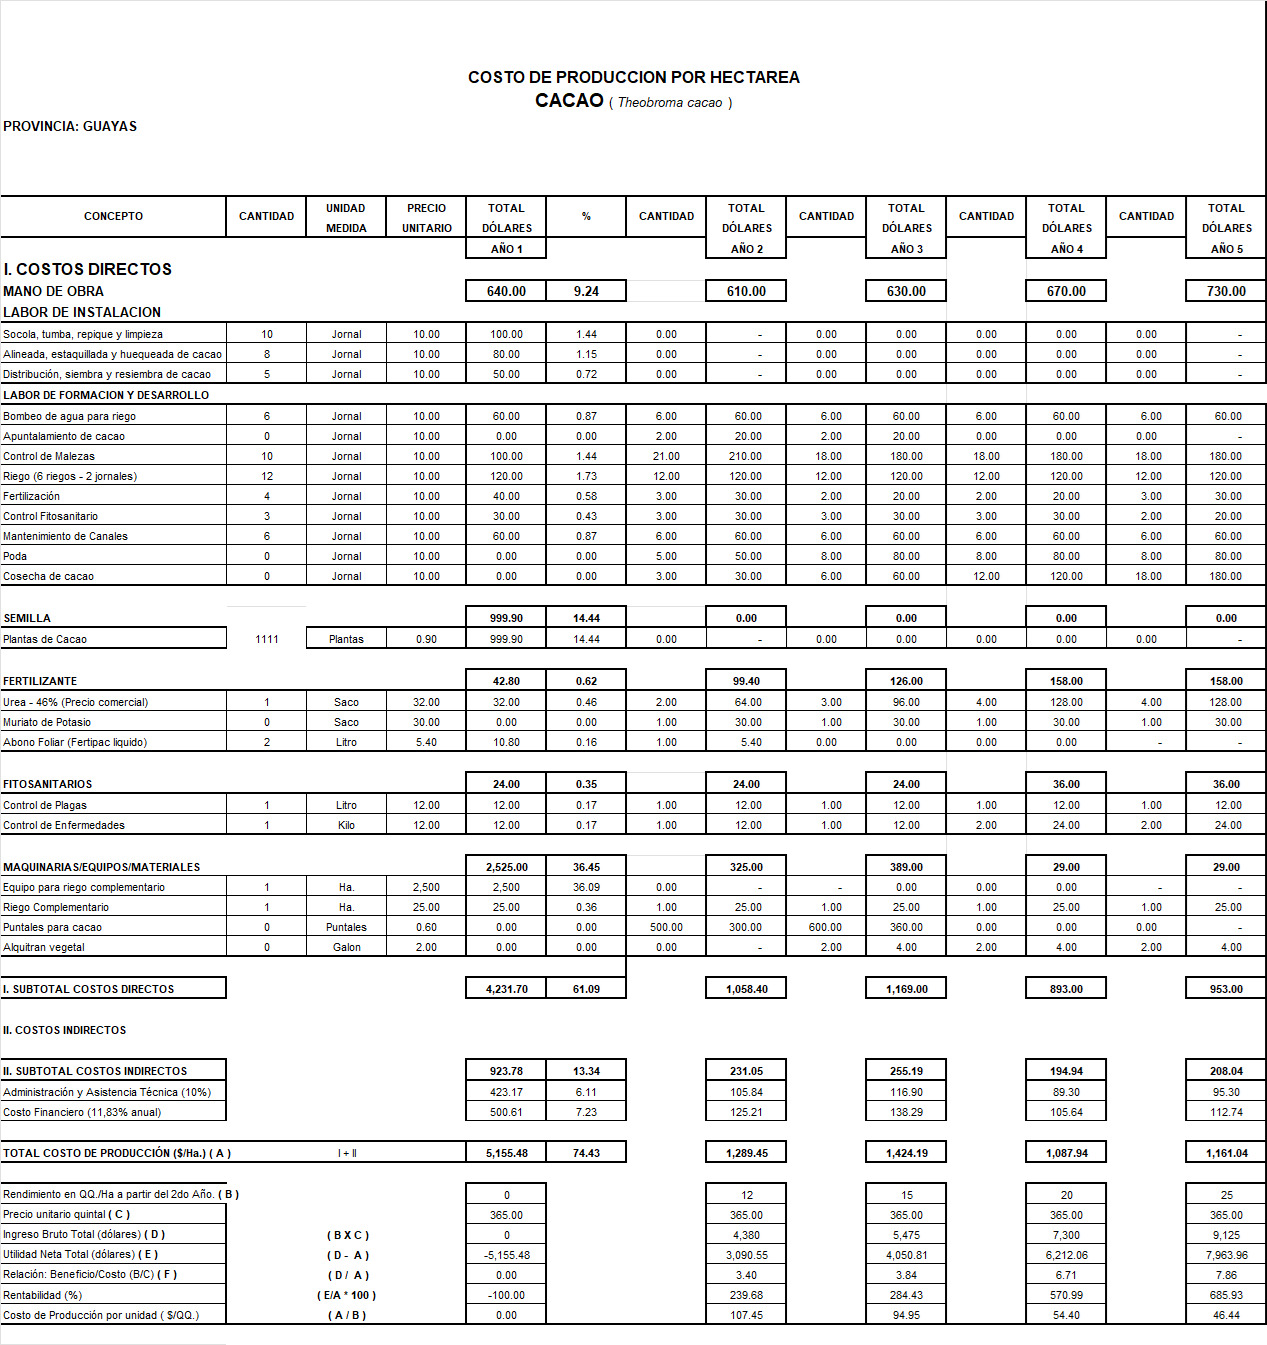 COSTO DE PRODUCCION POR HECTAREA
CACAO ( Theobroma cacao )
PROVINCIA: GUAYAS
CONCEPTO CANTIDAD UNIDAD MEDIDA PRECIO UNITARIO TOTAL DÓLARES % CANTIDAD TOTAL DÓLARES CANTIDAD TOTAL DÓLARES CANTIDAD TOTAL DÓLARES CANTIDAD TOTAL DÓLARES
AÑO 1 AÑO 2 AÑO 3 AÑO 4 AÑO 5
I. COSTOS DIRECTOS
MANO DE OBRA 640.00 9.24 610.00 630.00 670.00 730.00
LABOR DE INSTALACION
Socola, tumba, repique y limpieza 10 Jornal 10.00 100.00 1.44 0.00 - 0.00 0.00 0.00 0.00 0.00 -
Alineada, estaquillada y huequeada de cacao 8 Jornal 10.00 80.00 1.15 0.00 - 0.00 0.00 0.00 0.00 0.00 -
Distribución, siembra y resiembra de cacao 5 Jornal 10.00 50.00 0.72 0.00 - 0.00 0.00 0.00 0.00 0.00 -
LABOR DE FORMACION Y DESARROLLO
Bombeo de agua para riego 6 Jornal 10.00 60.00 0.87 6.00 60.00 6.00 60.00 6.00 60.00 6.00 60.00
Apuntalamiento de cacao 0 Jornal 10.00 0.00 0.00 2.00 20.00 2.00 20.00 0.00 0.00 0.00 -
Control de Malezas 10 Jornal 10.00 100.00 1.44 21.00 210.00 18.00 180.00 18.00 180.00 18.00 180.00
Riego (6 riegos - 2 jornales) 12 Jornal 10.00 120.00 1.73 12.00 120.00 12.00 120.00 12.00 120.00 12.00 120.00
Fertilización 4 Jornal 10.00 40.00 0.58 3.00 30.00 2.00 20.00 2.00 20.00 3.00 30.00
Control Fitosanitario 3 Jornal 10.00 30.00 0.43 3.00 30.00 3.00 30.00 3.00 30.00 2.00 20.00
Mantenimiento de Canales 6 Jornal 10.00 60.00 0.87 6.00 60.00 6.00 60.00 6.00 60.00 6.00 60.00
Poda 0 Jornal 10.00 0.00 0.00 5.00 50.00 8.00 80.00 8.00 80.00 8.00 80.00
Cosecha de cacao 0 Jornal 10.00 0.00 0.00 3.00 30.00 6.00 60.00 12.00 120.00 18.00 180.00
SEMILLA 999.90 14.44 0.00 0.00 0.00 0.00
Plantas de Cacao 1111 Plantas 0.90 999.90 14.44 0.00 - 0.00 0.00 0.00 0.00 0.00 -
FERTILIZANTE 42.80 0.62 99.40 126.00 158.00 158.00
Urea - 46% (Precio comercial) 1 Saco 32.00 32.00 0.46 2.00 64.00 3.00 96.00 4.00 128.00 4.00 128.00
Muriato de Potasio 0 Saco 30.00 0.00 0.00 1.00 30.00 1.00 30.00 1.00 30.00 1.00 30.00
Abono Foliar (Fertipac liquido) 2 Litro 5.40 10.80 0.16 1.00 5.40 0.00 0.00 0.00 0.00 - -
FITOSANITARIOS 24.00 0.35 24.00 24.00 36.00 36.00
Control de Plagas 1 Litro 12.00 12.00 0.17 1.00 12.00 1.00 12.00 1.00 12.00 1.00 12.00
Control de Enfermedades 1 Kilo 12.00 12.00 0.17 1.00 12.00 1.00 12.00 2.00 24.00 2.00 24.00
MAQUINARIAS/EQUIPOS/MATERIALES 2,525.00 36.45 325.00 389.00 29.00 29.00
Equipo para riego complementario 1 Ha. 2,500 2,500 36.09 0.00 - - 0.00 0.00 0.00 - -
Riego Complementario 1 Ha. 25.00 25.00 0.36 1.00 25.00 1.00 25.00 1.00 25.00 1.00 25.00
Puntales para cacao 0 Puntales 0.60 0.00 0.00 500.00 300.00 600.00 360.00 0.00 0.00 0.00 -
Alquitran vegetal 0 Galon 2.00 0.00 0.00 0.00 - 2.00 4.00 2.00 4.00 2.00 4.00
I. SUBTOTAL COSTOS DIRECTOS 4,231.70 61.09 1,058.40 1,169.00 893.00 953.00
II. COSTOS INDIRECTOS
II. SUBTOTAL COSTOS INDIRECTOS 923.78 13.34 231.05 255.19 194.94 208.04
Administración y Asistencia Técnica (10%) 423.17 6.11 105.84 116.90 89.30 95.30
Costo Financiero (11,83% anual) 500.61 7.23 125.21 138.29 105.64 112.74
TOTAL COSTO DE PRODUCCIÓN ($/Ha.) ( A ) I + II 5,155.48 74.43 1,289.45 1,424.19 1,087.94 1,161.04
Rendimiento en QQ./Ha a partir del 2do Año. ( B ) 0 12 15 20 25
Precio unitario quintal ( C ) 365.00 365.00 365.00 365.00 365.00
Ingreso Bruto Total (dólares) ( D ) ( B X C ) 0 4,380 5,475 7,300 9,125
Utilidad Neta Total (dólares) ( E ) ( D - A ) -5,155.48 3,090.55 4,050.81 6,212.06 7,963.96
Relación: Beneficio/Costo (B/C) ( F ) ( D / A ) 0.00 3.40 3.84 6.71 7.86
Rentabilidad (%) ( E/A * 100 ) -100.00 239.68 284.43 570.99 685.93
Costo de Producción por unidad ( $/QQ.) ( A / B ) 0.00 107.45 94.95 54.40 46.44